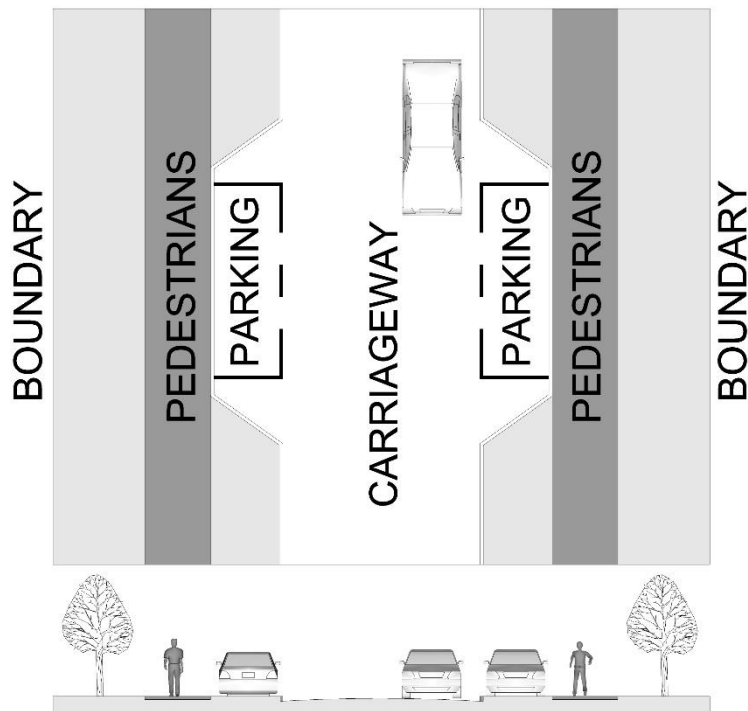 BOUNDARY
PEDESTRIANS
PARKING
CARRIAGEWAY
PARKING
PEDESTRIANS
BOUNDARY